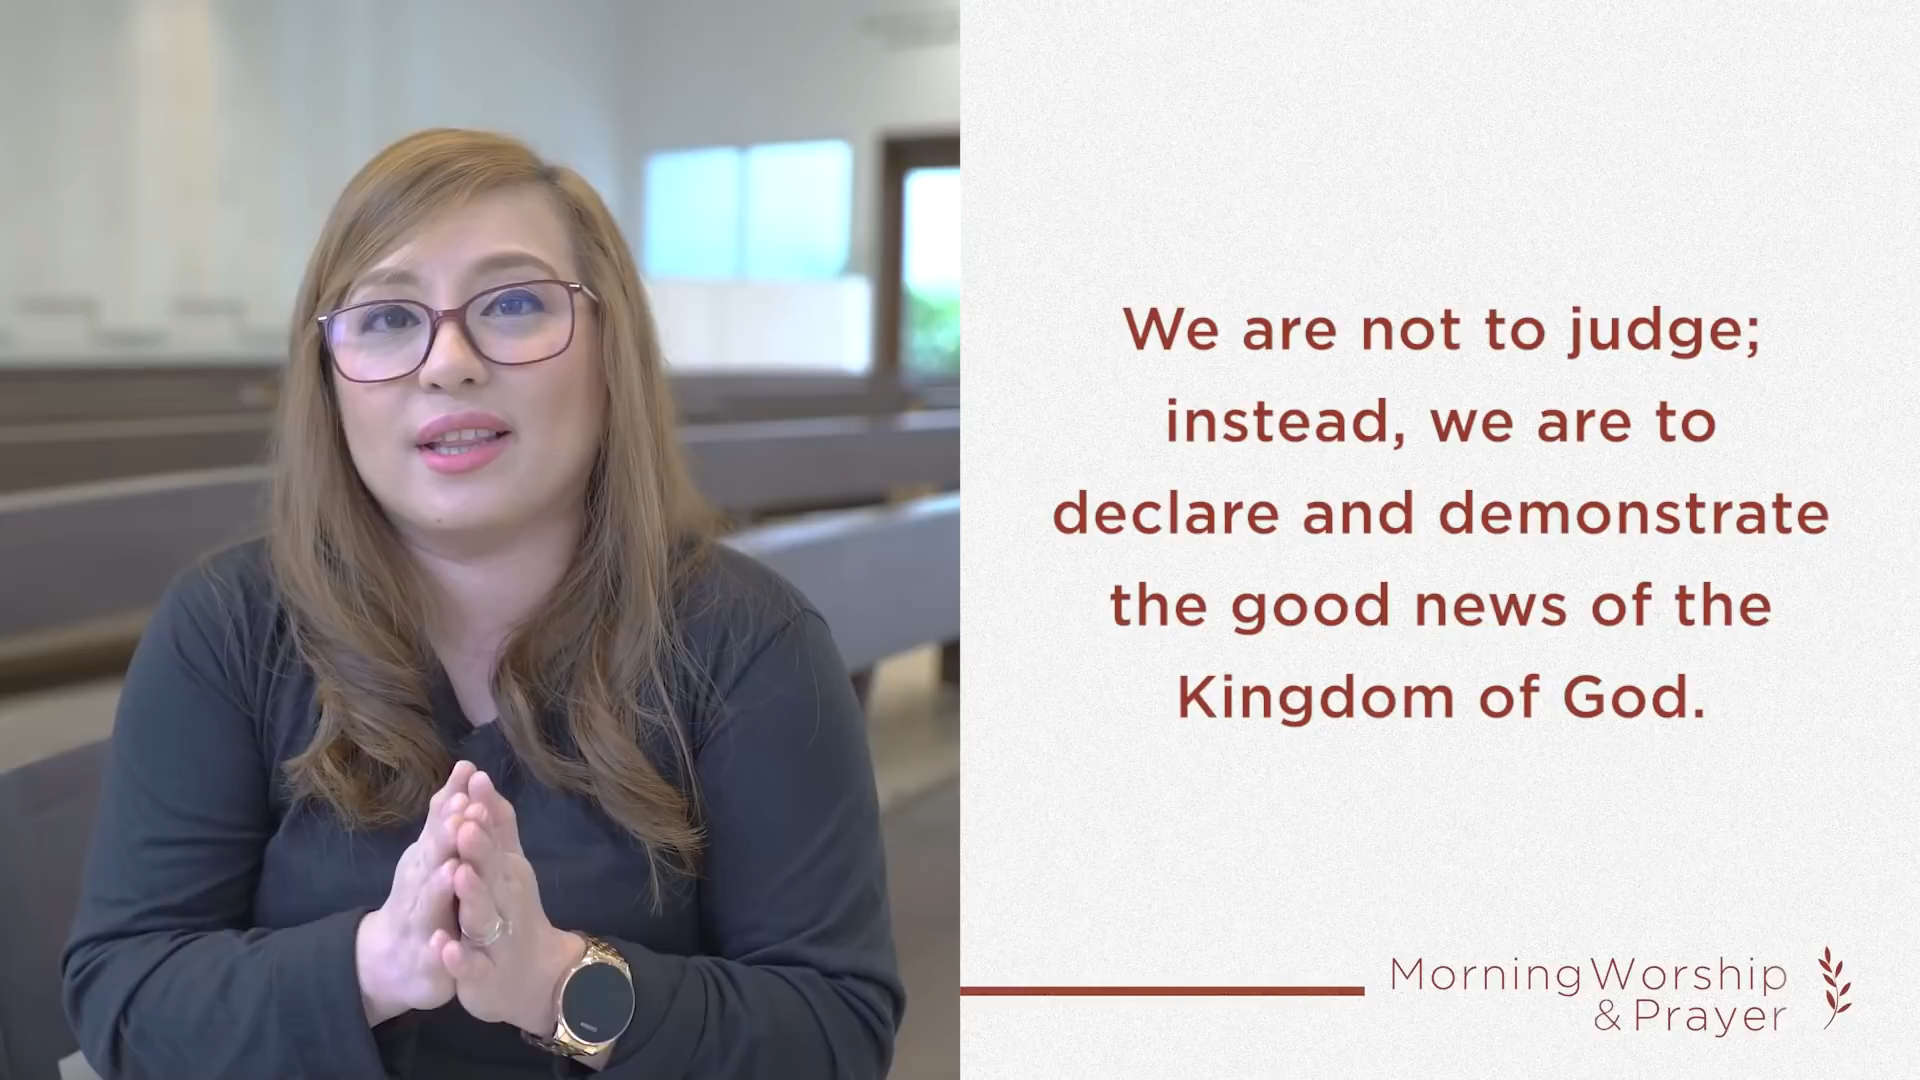 We are not to judge;
instead, we are to
declare and demonstrate
the good news of the
Kingdom of God.
Morning Worship
& Prayer